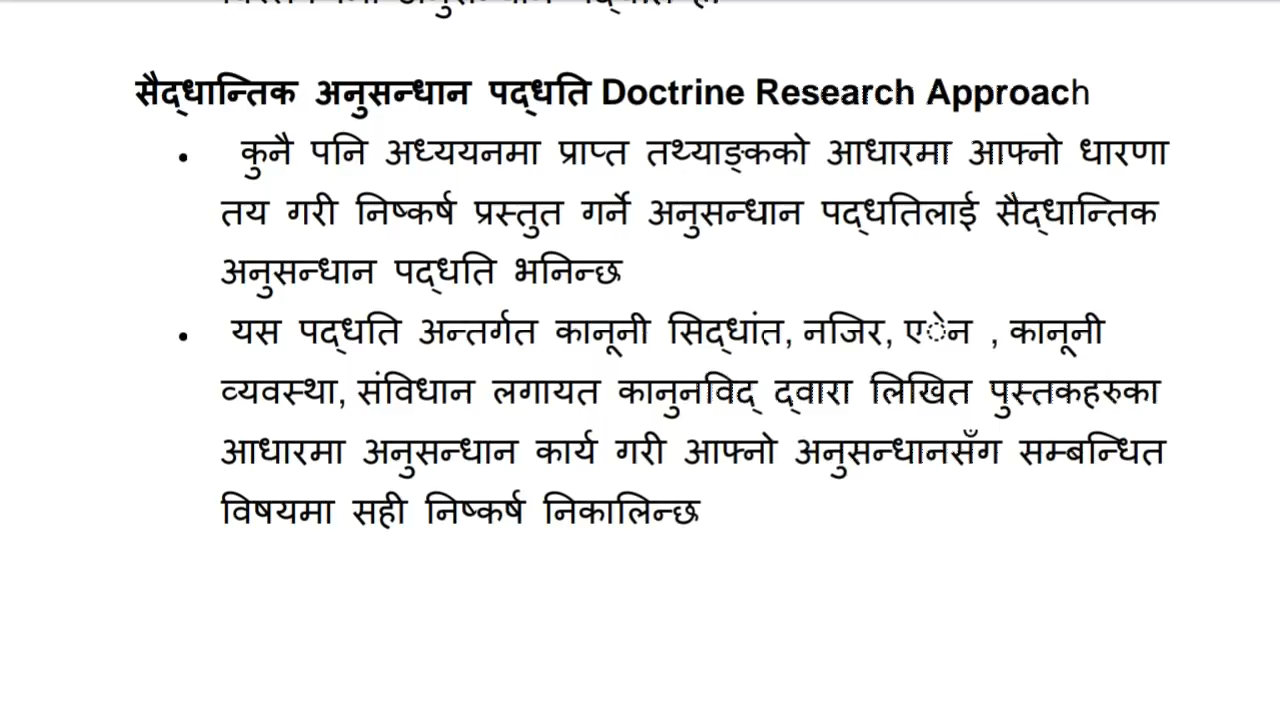 सैद्धान्तिक अनुसन्धान पद्धति Doctrine Research Approach
• कुनै पनि अध्ययनमा प्राप्त तथ्याङ्कको आधारमा आफ्नो धारणा
तय गरी निष्कर्ष प्रस्तुत गर्ने अनुसन्धान पद्धतिलाई सैद्धान्तिक
अनुसन्धान पद्धति भनिन्छ
• यस पद्धति अन्तर्गत कानूनी सिद्धांत, नजिर, एेन , कानूनी
व्यवस्था, संविधान लगायत कानुनविद् द्वारा लिखित पुस्तकहरुका
आधारमा अनुसन्धान कार्य गरी आफ्नो अनुसन्धानसँग सम्बन्धित
विषयमा सही निष्कर्ष निकालिन्छ